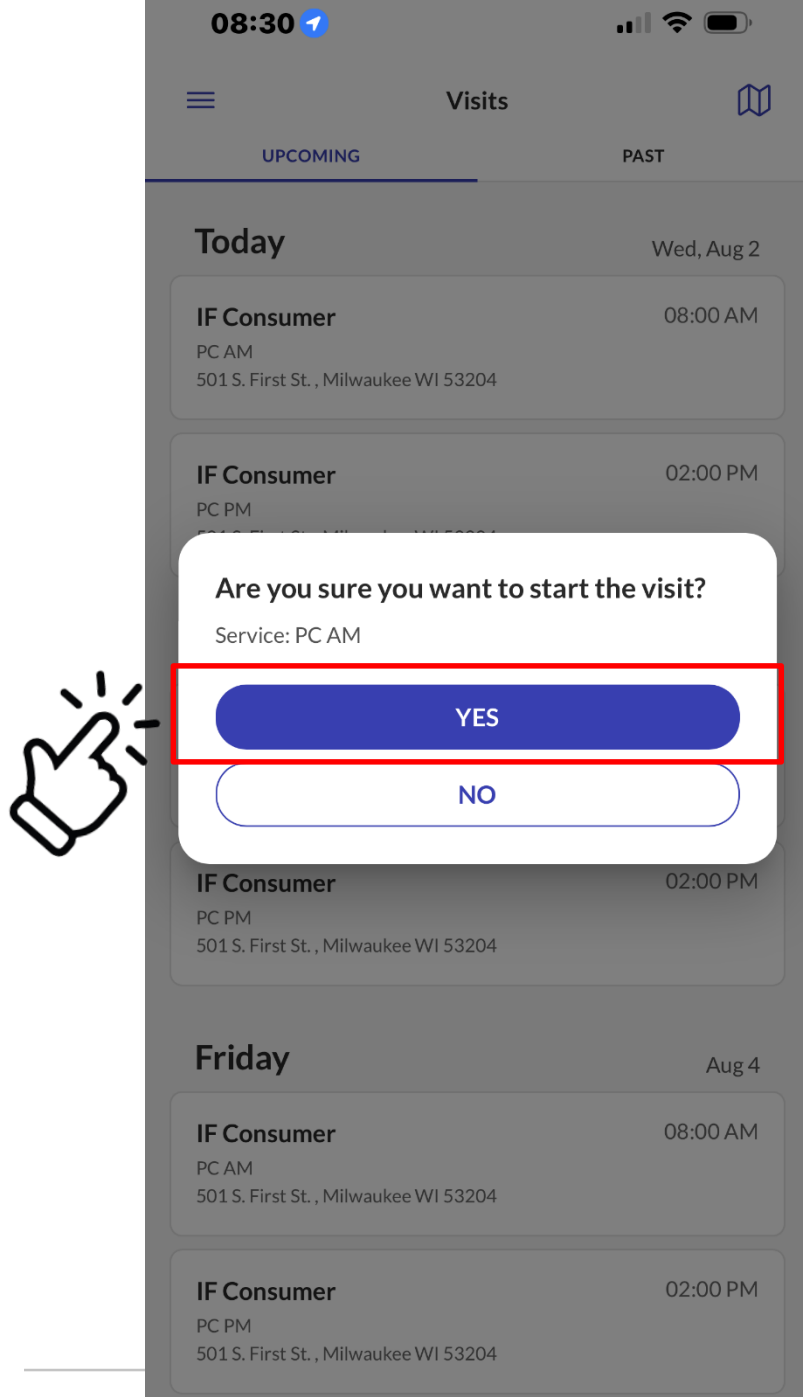 08:30
Visits
UPCOMING PAST
Today Wed, Aug 2
IF Consumer 08:00 AM
PC AM
501 S. First St. , Milwaukee WI 53204
IF Consumer 02:00 PM
PC PM
Are you sure you want to start the visit?
Service: PC AM
YES
NO
IF Consumer 02:00 PM
PC PM
501 S. First St. , Milwaukee WI 53204
Friday Aug 4
IF Consumer 08:00 AM
PC AM
501 S. First St. , Milwaukee WI 53204
IF Consumer 02:00 PM
PC PM
501 S. First St. , Milwaukee WI 53204